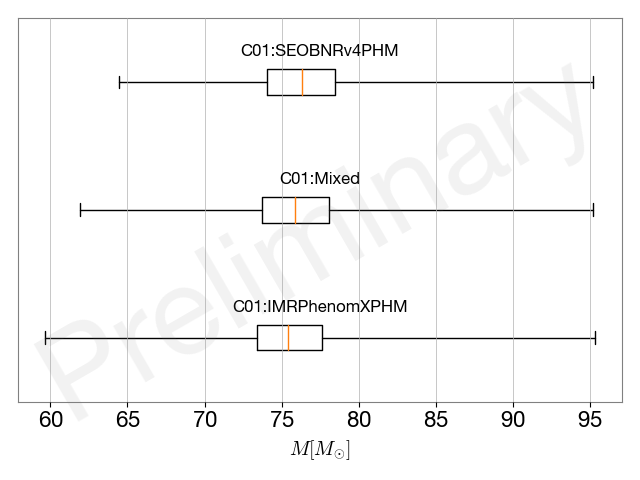 C01:SEOBNRv4PHM
C01:Mixed
C01:IMRPhenomXPHM
Preliminary
60 65 70 75 80 85 90 95
M[M⊙]